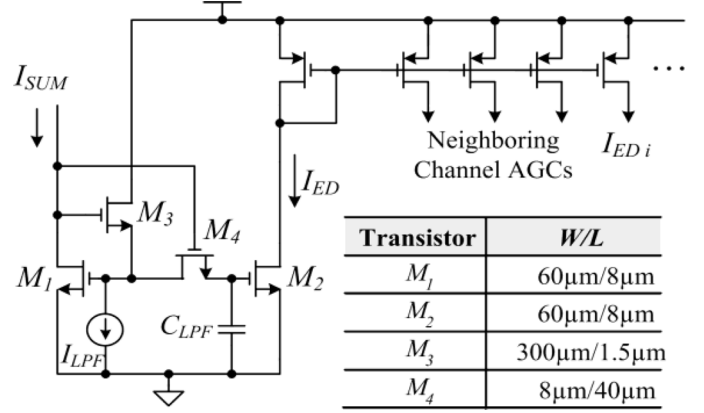 I_SUM
Neighboring
Channel AGCs
I_ED i
...
I_ED
M_3
M_4
M_1
M_2
C_LPF
I_LPF
Transistor W/L
M_1 60μm/8μm
M_2 60μm/8μm
M_3 300μm/1.5μm
M_4 8μm/40μm